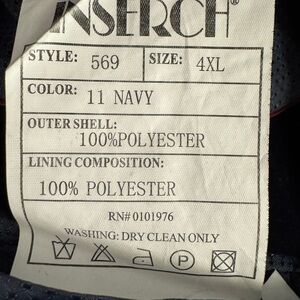 INSERCH®
STYLE: 569 SIZE: 4XL
COLOR: 11 NAVY
OUTER SHELL:
100%POLYESTER
LINING COMPOSITION:
100% POLYESTER
RN# 0101976
WASHING: DRY CLEAN ONLY
P